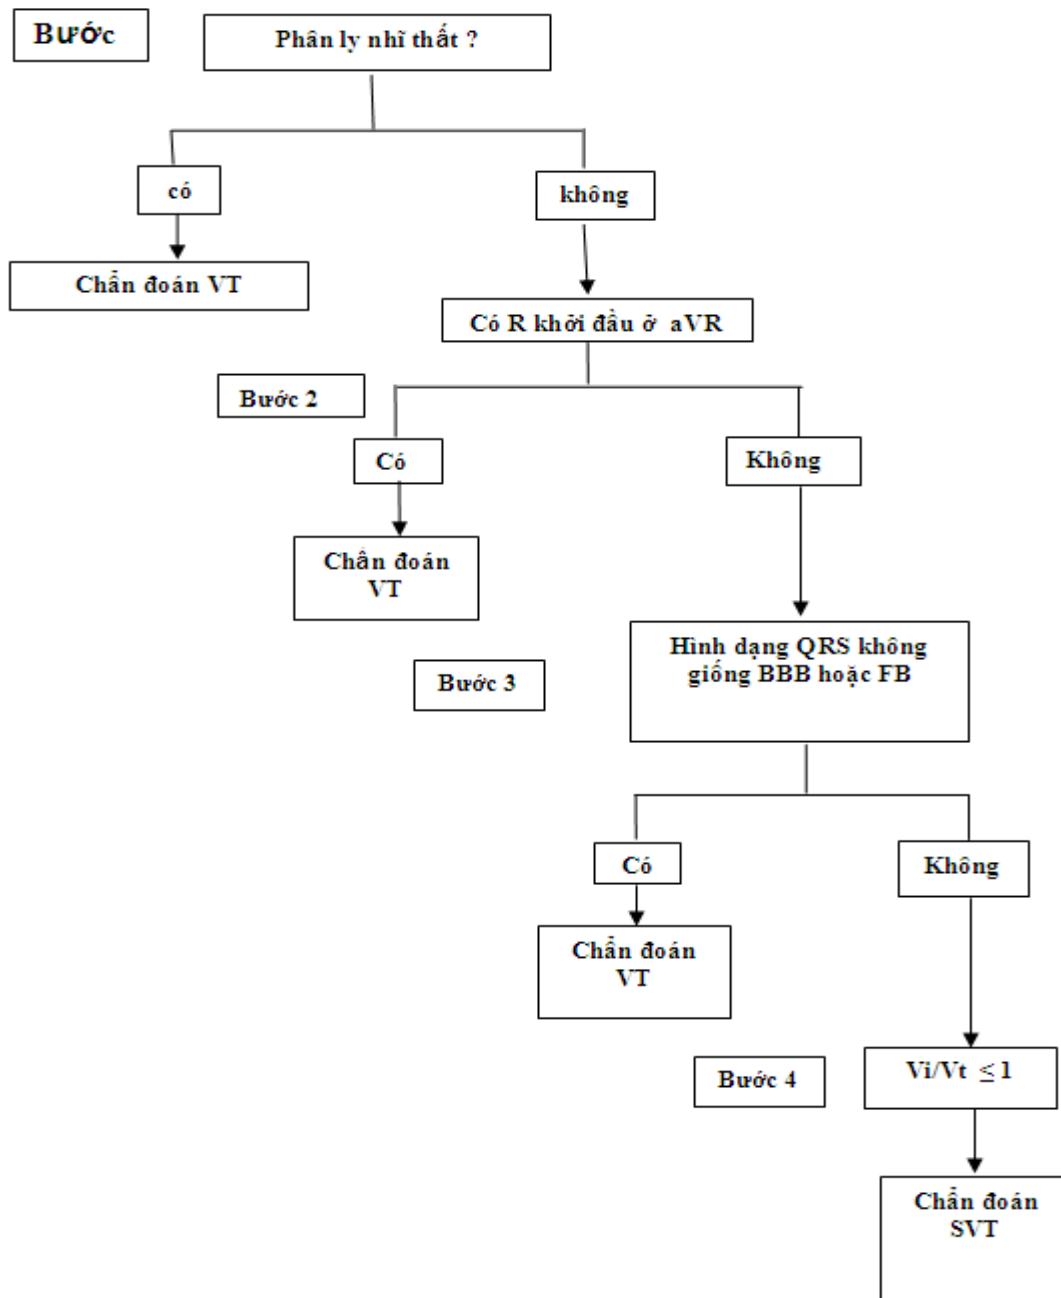 Bước
Phân ly nhĩ thất ?
có
không
Chẩn đoán VT
Có R khởi đầu ở aVR
Bước 2
Có
Không
Chẩn đoán
VT
Hình dạng QRS không
giống BBB hoặc FB
Bước 3
Có
Không
Chẩn đoán
VT
Bước 4
Vi/Vt ≤ 1
Chẩn đoán
SVT